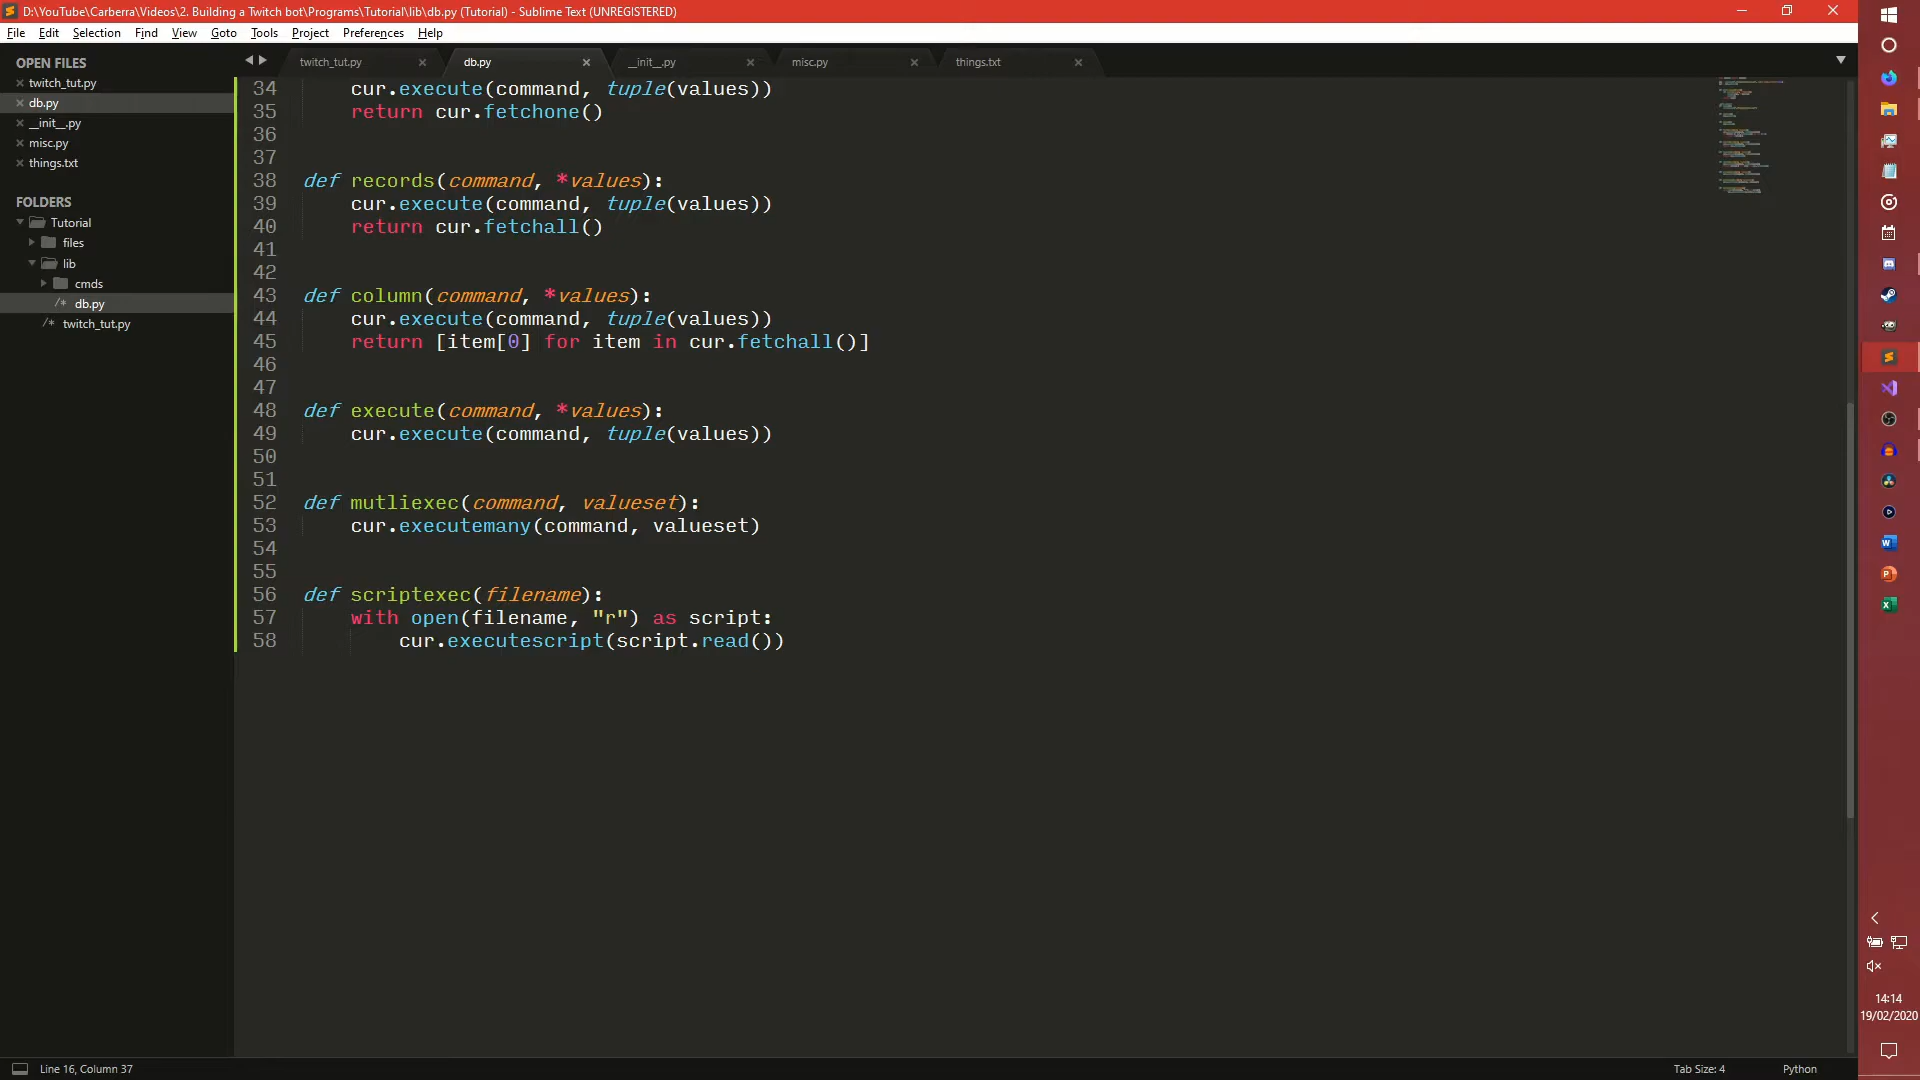 D:\YouTube\Carberra\Videos\2. Building a Twitch bot\Programs\Tutorial\lib\db.py (Tutorial) - Sublime Text (UNREGISTERED)
File Edit Selection Find View Goto Tools Project Preferences Help
OPEN FILES
twitch_tut.py
db.py
__init__.py
misc.py
things.txt
FOLDERS
Tutorial
files
lib
cmds
/* db.py
/* twitch_tut.py
twitch_tut.py db.py __init__.py misc.py things.txt
34 cur.execute(command, tuple(values))
35 return cur.fetchone()
36
37
38 def records(command, *values):
39 cur.execute(command, tuple(values))
40 return cur.fetchall()
41
42
43 def column(command, *values):
44 cur.execute(command, tuple(values))
45 return [item[0] for item in cur.fetchall()]
46
47
48 def execute(command, *values):
49 cur.execute(command, tuple(values))
50
51
52 def mutliexec(command, valueset):
53 cur.executemany(command, valueset)
54
55
56 def scriptexec(filename):
57 with open(filename, "r") as script:
58 cur.executescript(script.read())
14:14
19/02/2020
Line 16, Column 37
Tab Size: 4
Python